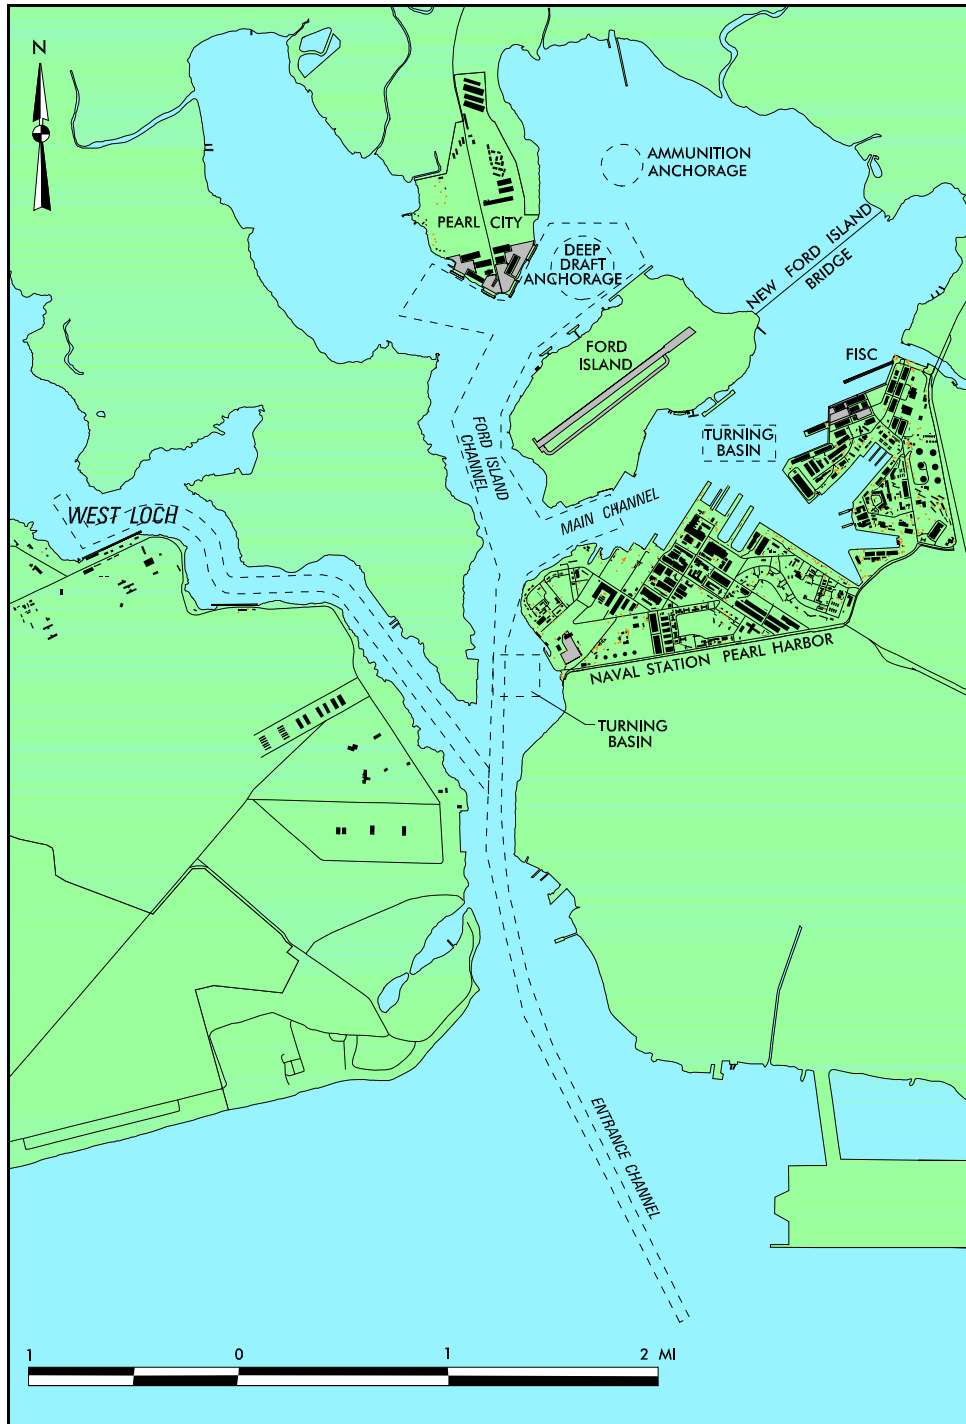 N
AMMUNITION
ANCHORAGE
PEARL CITY
DEEP
DRAFT
ANCHORAGE
NEW FORD ISLAND
BRIDGE
FORD
ISLAND
FISC
FORD ISLAND
CHANNEL
TURNING
BASIN
WEST LOCH
MAIN CHANNEL
NAVAL STATION PEARL HARBOR
TURNING
BASIN
ENTRANCE CHANNEL
1 0 1 2 MI